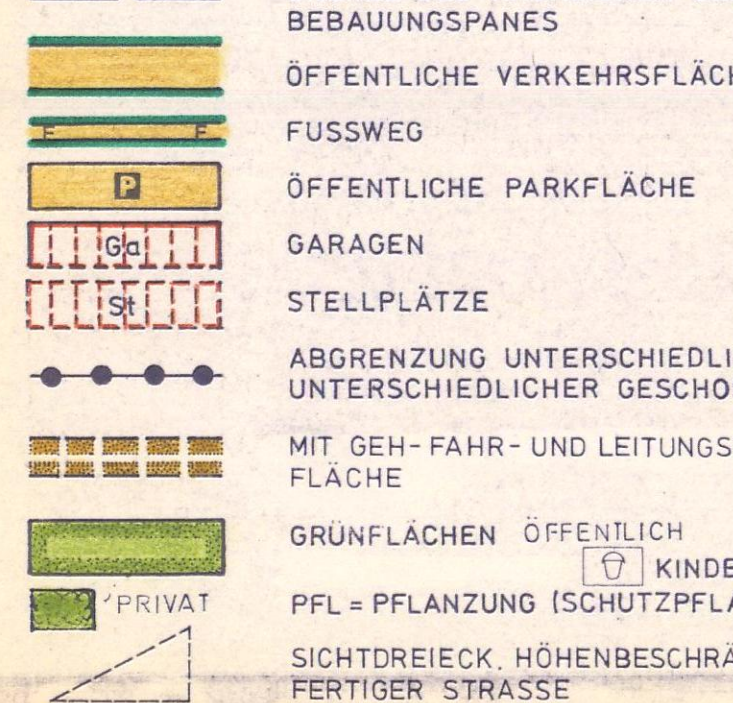 BEBAUUNGSPANES
ÖFFENTLICHE VERKEHRSFLÄCH
F F FUSSWEG
P ÖFFENTLICHE PARKFLÄCHE
Ga GARAGEN
St STELLPLÄTZE
ABGRENZUNG UNTERSCHIEDLI
UNTERSCHIEDLICHER GESCHO
MIT GEH-FAHR-UND LEITUNGS
FLÄCHE
GRÜNFLÄCHEN ÖFFENTLICH
KINDE
PRIVAT PFL = PFLANZUNG (SCHUTZPFLA
SICHTDREIECK. HÖHENBESCHRÄ
FERTIGER STRASSE